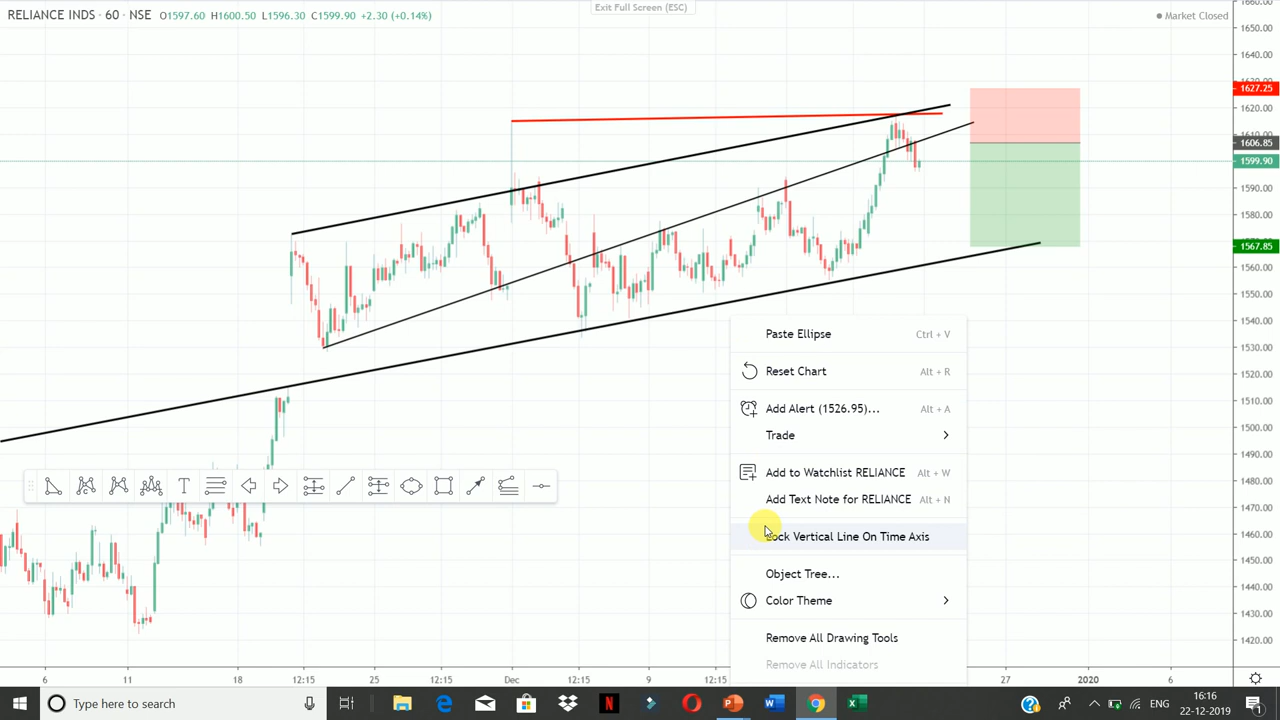 RELIANCE INDS · 60 · NSE O1597.60 H1600.50 L1596.30 C1599.90 +2.30 (+0.14%)
Exit Full Screen (ESC)
Market Closed
1660.00
1650.00
1640.00
1627.25
1620.00
1606.85
1599.90
1590.00
1580.00
1567.85
1560.00
1550.00
1540.00
1530.00
1520.00
1510.00
1500.00
1490.00
1480.00
1470.00
1460.00
1450.00
1440.00
1430.00
1420.00
Paste Ellipse Ctrl + V
Reset Chart Alt + R
Add Alert (1526.95)... Alt + A
Trade
Add to Watchlist RELIANCE Alt + W
Add Text Note for RELIANCE Alt + N
Lock Vertical Line On Time Axis
Object Tree...
Color Theme
Remove All Drawing Tools
Remove All Indicators
T
6 11 18 12:15 25 12:15 Dec 12:15 9 12:15 27 2020 6
Type here to search
16:16
22-12-2019